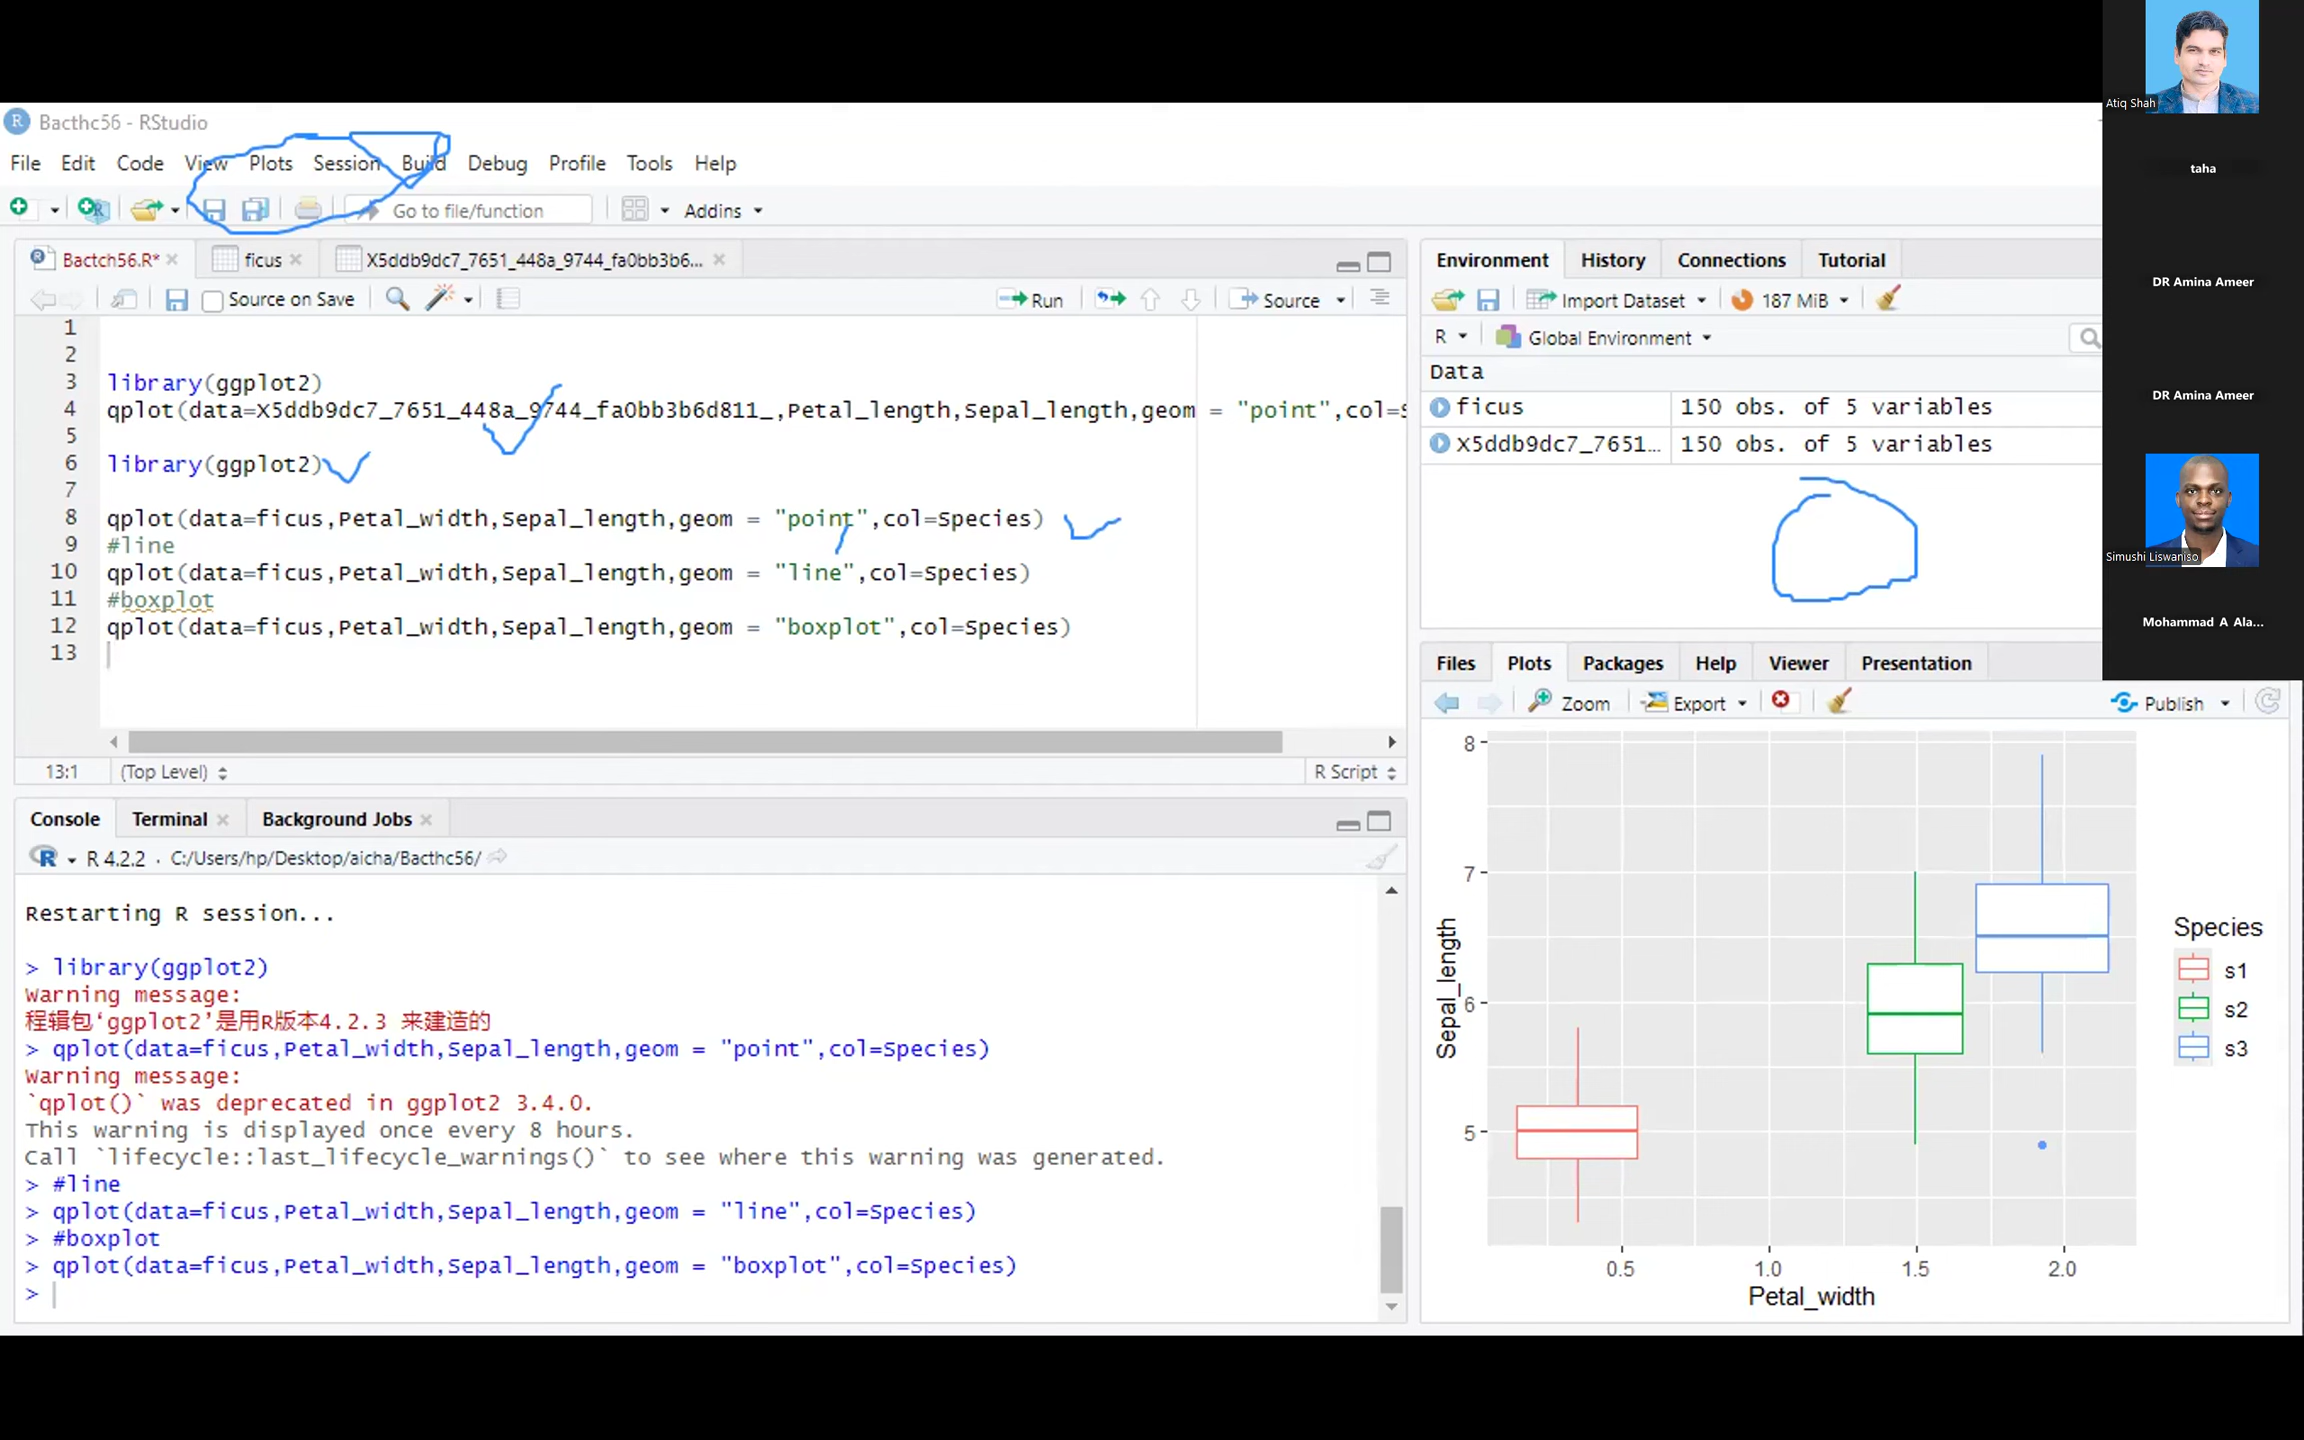 Bacthc56 - RStudio
File Edit Code View Plots Session Build Debug Profile Tools Help
Go to file/function Addins
Bactch56.R* ficus X5ddb9dc7_7651_448a_9744_fa0bb3b6...
Source on Save Run Source
1
2
3 library(ggplot2)
4 qplot(data=X5ddb9dc7_7651_448a_9744_fa0bb3b6d811_,Petal_length,Sepal_length,geom = "point",col=S
5
6 library(ggplot2)
7
8 qplot(data=ficus,Petal_width,Sepal_length,geom = "point",col=Species)
9 #line
10 qplot(data=ficus,Petal_width,Sepal_length,geom = "line",col=Species)
11 #boxplot
12 qplot(data=ficus,Petal_width,Sepal_length,geom = "boxplot",col=Species)
13
13:1 (Top Level) R Script
Console Terminal Background Jobs
R 4.2.2 · C:/Users/hp/Desktop/aicha/Bacthc56/
Restarting R session...
> library(ggplot2)
Warning message:
程辑包‘ggplot2’是用R版本4.2.3 来建造的
> qplot(data=ficus,Petal_width,Sepal_length,geom = "point",col=Species)
Warning message:
`qplot()` was deprecated in ggplot2 3.4.0.
This warning is displayed once every 8 hours.
Call `lifecycle::last_lifecycle_warnings()` to see where this warning was generated.
> #line
> qplot(data=ficus,Petal_width,Sepal_length,geom = "line",col=Species)
> #boxplot
> qplot(data=ficus,Petal_width,Sepal_length,geom = "boxplot",col=Species)
>
Environment History Connections Tutorial
Import Dataset 187 MiB
R Global Environment
Data
ficus 150 obs. of 5 variables
X5ddb9dc7_7651… 150 obs. of 5 variables
Files Plots Packages Help Viewer Presentation
Zoom Export Publish
8
7
6
5
Sepal_length
0.5 1.0 1.5 2.0
Petal_width
Species
s1
s2
s3
Atiq Shah
taha
DR Amina Ameer
DR Amina Ameer
Simushi Liswaniso
Mohammad A Ala...